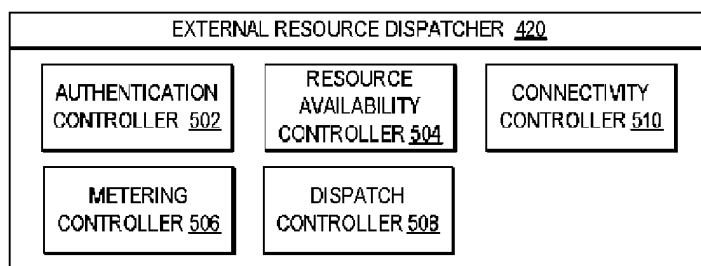 EXTERNAL RESOURCE DISPATCHER 420
AUTHENTICATION
CONTROLLER 502
RESOURCE
AVAILABILITY
CONTROLLER 504
CONNECTIVITY
CONTROLLER 510
METERING
CONTROLLER 506
DISPATCH
CONTROLLER 508